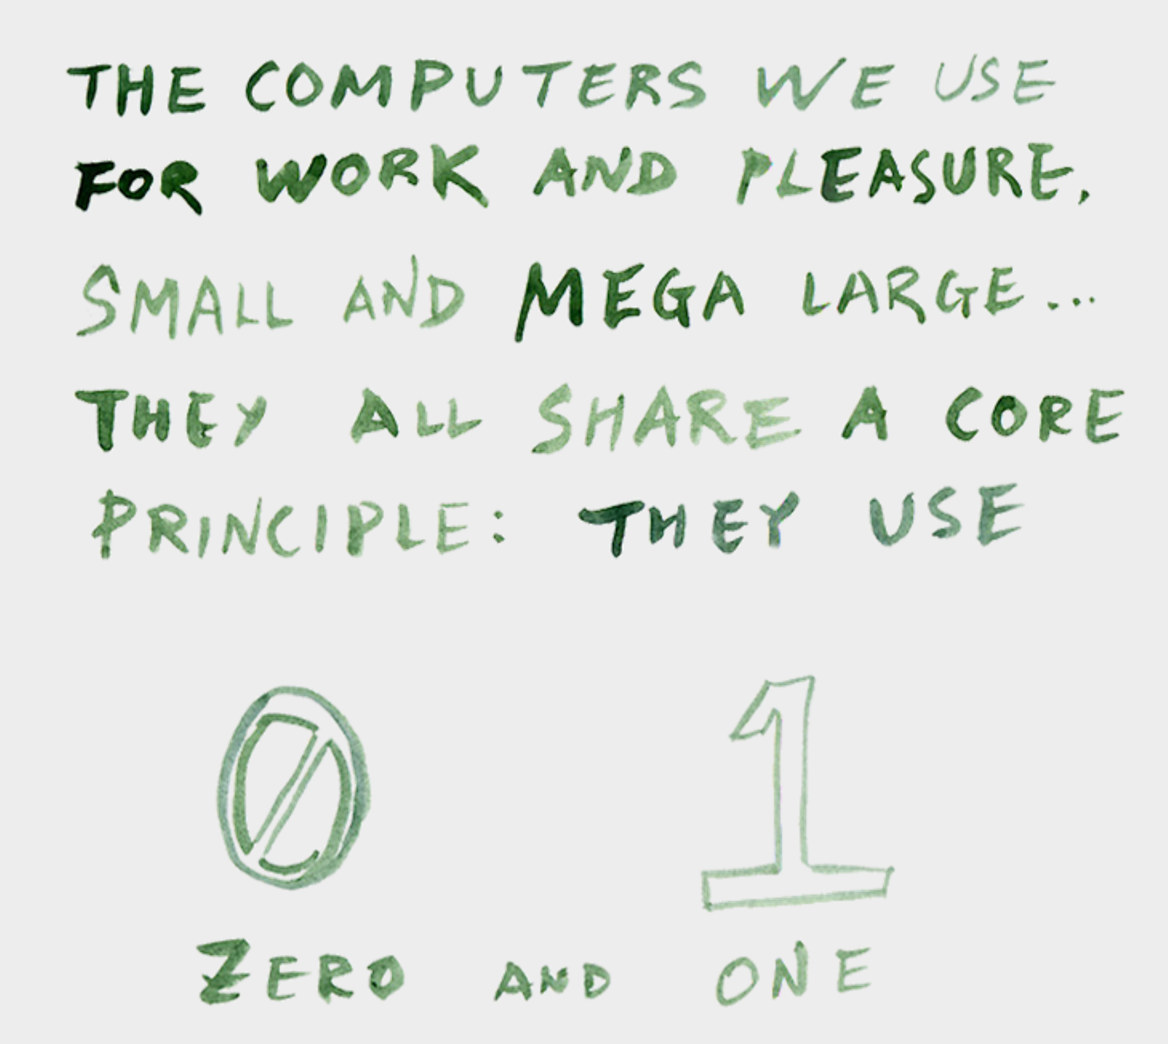 THE COMPUTERS WE USE
FOR WORK AND PLEASURE,
SMALL AND MEGA LARGE...
THEY ALL SHARE A CORE
PRINCIPLE: THEY USE
0 1
ZERO AND ONE